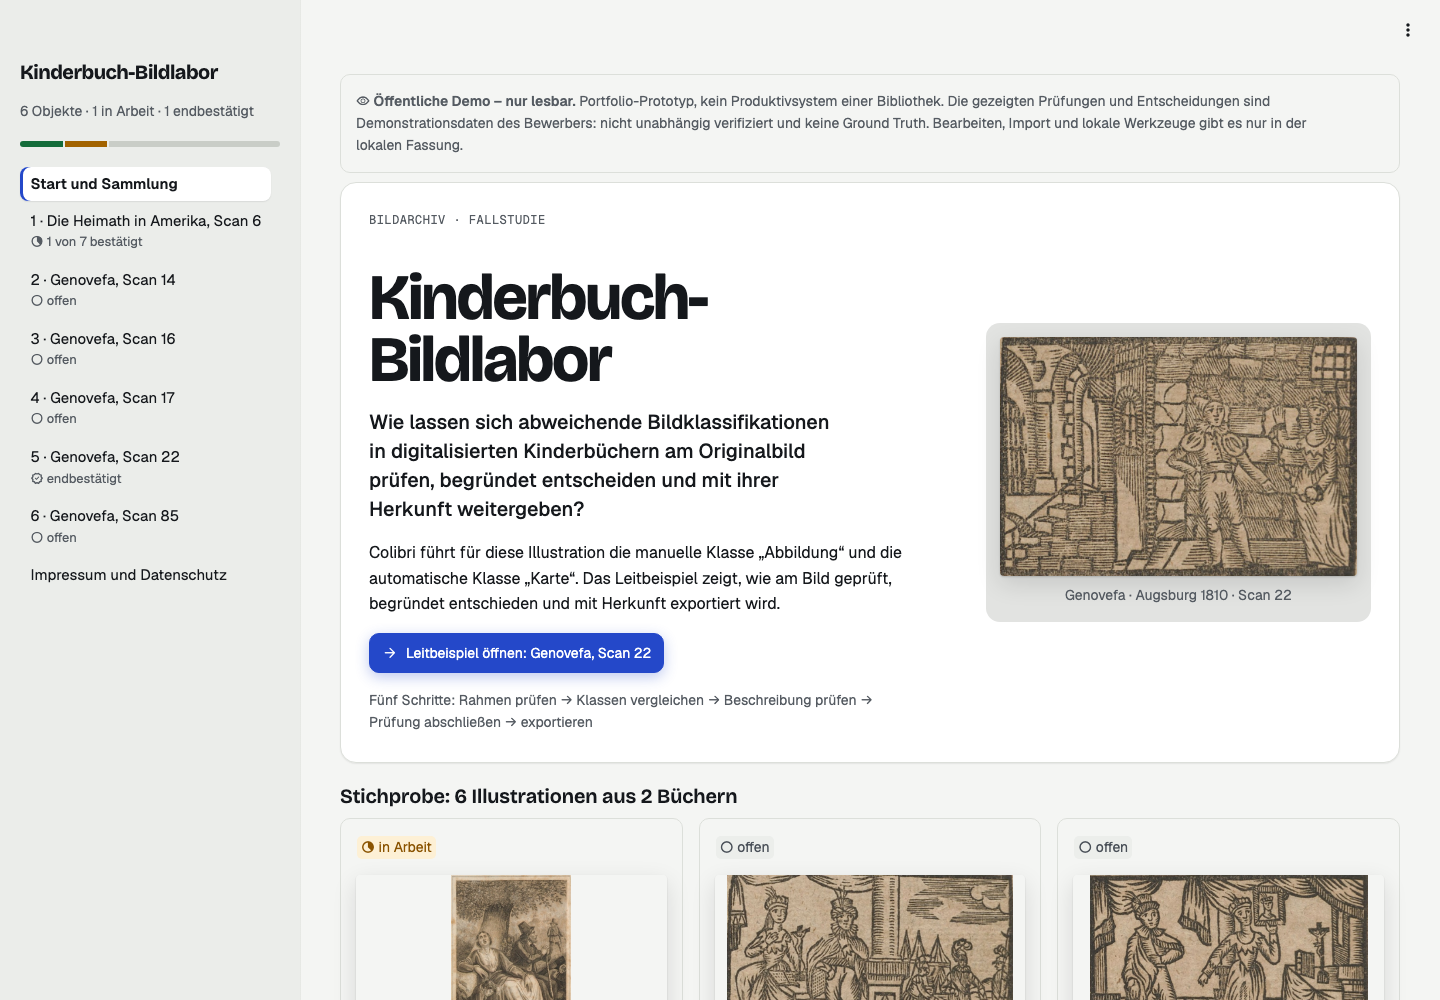 Kinderbuch-Bildlabor
6 Objekte · 1 in Arbeit · 1 endbestätigt
Start und Sammlung
1 · Die Heimath in Amerika, Scan 6
1 von 7 bestätigt
2 · Genovefa, Scan 14
offen
3 · Genovefa, Scan 16
offen
4 · Genovefa, Scan 17
offen
5 · Genovefa, Scan 22
endbestätigt
6 · Genovefa, Scan 85
offen
Impressum und Datenschutz
Öffentliche Demo – nur lesbar. Portfolio-Prototyp, kein Produktivsystem einer Bibliothek. Die gezeigten Prüfungen und Entscheidungen sind
Demonstrationsdaten des Bewerbers: nicht unabhängig verifiziert und keine Ground Truth. Bearbeiten, Import und lokale Werkzeuge gibt es nur in der
lokalen Fassung.
BILDARCHIV · FALLSTUDIE
Kinderbuch-
Bildlabor
Wie lassen sich abweichende Bildklassifikationen
in digitalisierten Kinderbüchern am Originalbild
prüfen, begründet entscheiden und mit ihrer
Herkunft weitergeben?
Colibri führt für diese Illustration die manuelle Klasse „Abbildung“ und die
automatische Klasse „Karte“. Das Leitbeispiel zeigt, wie am Bild geprüft,
begründet entschieden und mit Herkunft exportiert wird.
→ Leitbeispiel öffnen: Genovefa, Scan 22
Fünf Schritte: Rahmen prüfen → Klassen vergleichen → Beschreibung prüfen →
Prüfung abschließen → exportieren
Genovefa · Augsburg 1810 · Scan 22
Stichprobe: 6 Illustrationen aus 2 Büchern
in Arbeit
offen
offen